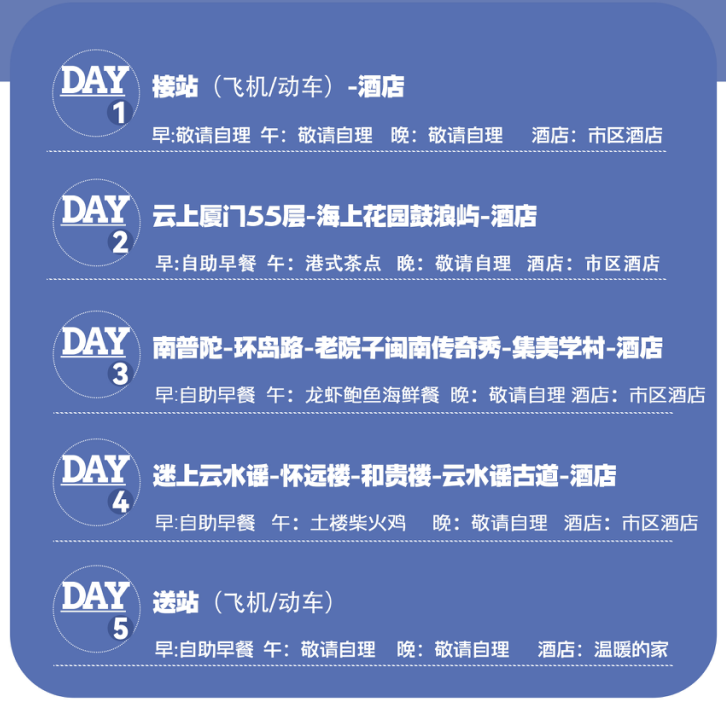 DAY
1
接站（飞机/动车）-酒店
早:敬请自理 午：敬请自理 晚：敬请自理 酒店：市区酒店
DAY
2
云上厦门55层-海上花园鼓浪屿-酒店
早:自助早餐 午：港式茶点 晚：敬请自理 酒店：市区酒店
DAY
3
南普陀-环岛路-老院子闽南传奇秀-集美学村-酒店
早:自助早餐 午：龙虾鲍鱼海鲜餐 晚：敬请自理 酒店：市区酒店
DAY
4
迷上云水谣-怀远楼-和贵楼-云水谣古道-酒店
早:自助早餐 午：土楼柴火鸡 晚：敬请自理 酒店：市区酒店
DAY
5
送站（飞机/动车）
早:自助早餐 午：敬请自理 晚：敬请自理 酒店：温暖的家